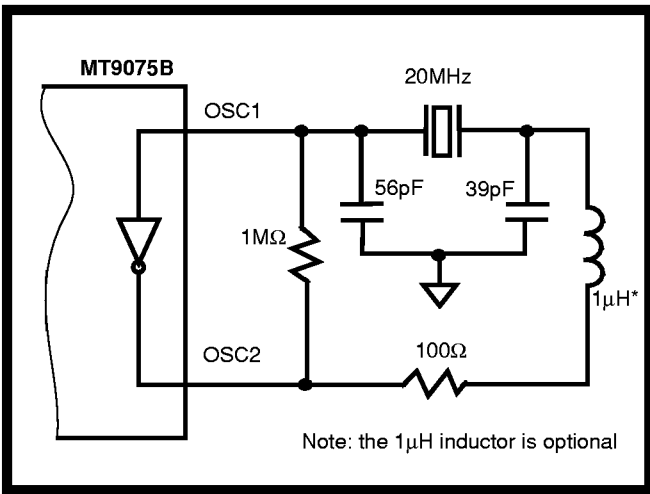 MT9075B
20MHz
OSC1
56pF
39pF
1MΩ
1μH*
OSC2
100Ω
Note: the 1μH inductor is optional